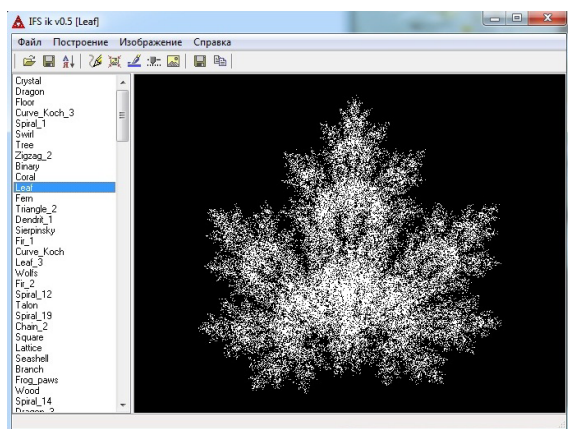 IFS ik v0.5 [Leaf]
Файл Построение Изображение Справка
Crystal
Dragon
Floor
Curve_Koch_3
Spiral_1
Swirl
Tree
Zigzag_2
Binary
Coral
Leaf
Fern
Triangle_2
Dendrit_1
Sierpinsky
Fir_1
Curve_Koch
Leaf_3
Wolfs
Fir_2
Spiral_12
Talon
Spiral_19
Chain_2
Square
Lattice
Seashell
Branch
Frog_paws
Wood
Spiral_14
Dragon_3